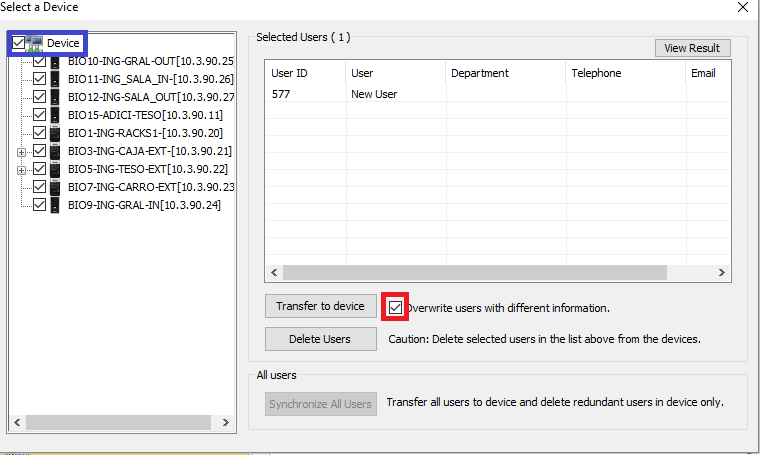 Select a Device
Device
BIO10-ING-GRAL-OUT[10.3.90.25]
BIO11-ING_SALA_IN-[10.3.90.26]
BIO12-ING-SALA_OUT[10.3.90.27
BIO15-ADICI-TESO[10.3.90.11]
BIO1-ING-RACKS1-[10.3.90.20]
BIO3-ING-CAJA-EXT-[10.3.90.21]
BIO5-ING-TESO-EXT[10.3.90.22]
BIO7-ING-CARRO-EXT[10.3.90.23
BIO9-ING-GRAL-IN[10.3.90.24]
Selected Users ( 1 )
View Result
User ID User Department Telephone Email
577 New User
Transfer to device Overwrite users with different information.
Delete Users Caution: Delete selected users in the list above from the devices.
All users
Synchronize All Users Transfer all users to device and delete redundant users in device only.